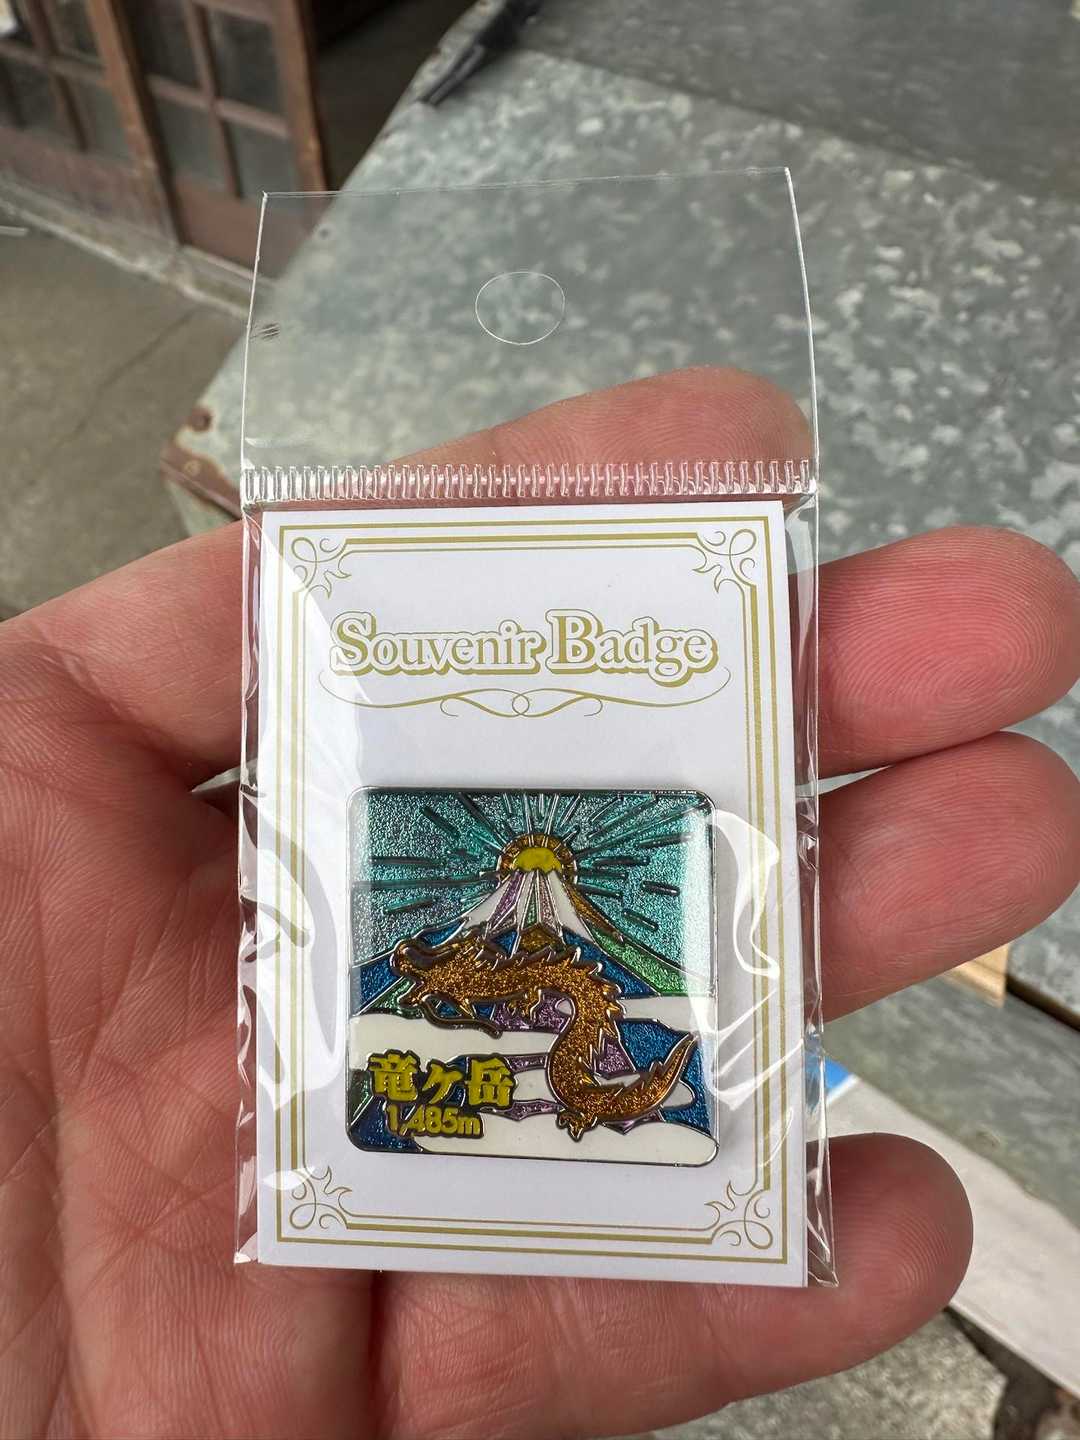 Souvenir Badge
竜ヶ岳
1,485m